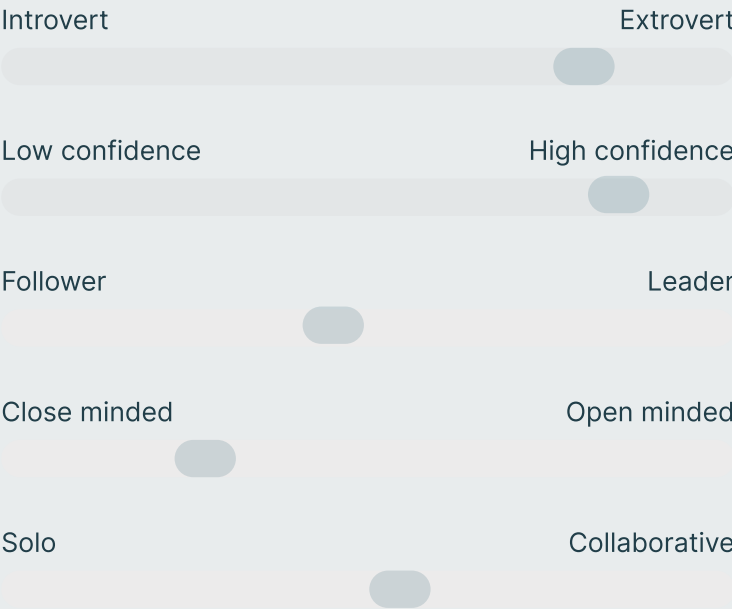 Introvert Extrovert
Low confidence High confidence
Follower Leader
Close minded Open minded
Solo Collaborative